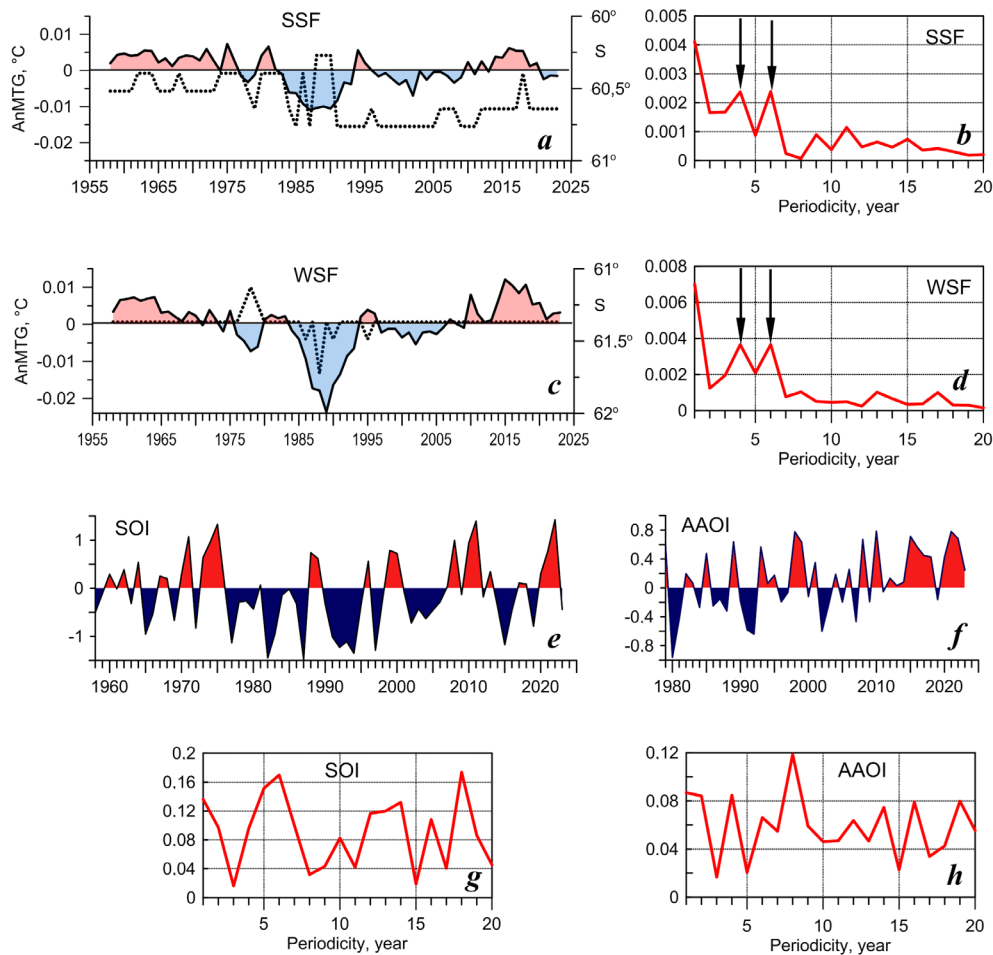 SSF
AnMTG, °C
0.01
0
-0.01
-0.02
60°
S
60.5°
61°
a
1955 1965 1975 1985 1995 2005 2015 2025
SSF
0.005
0.004
0.003
0.002
0.001
0
b
5 10 15 20
Periodicity, year
WSF
AnMTG, °C
0.01
0
-0.01
-0.02
61°
S
61.5°
62°
c
1955 1965 1975 1985 1995 2005 2015 2025
WSF
0.008
0.006
0.004
0.002
0
d
5 10 15 20
Periodicity, year
SOI
1
0
-1
e
1960 1970 1980 1990 2000 2010 2020
AAOI
0.8
0.4
0
-0.4
-0.8
f
1980 1990 2000 2010 2020
SOI
0.2
0.16
0.12
0.08
0.04
0
g
5 10 15 20
Periodicity, year
AAOI
0.12
0.08
0.04
0
h
5 10 15 20
Periodicity, year